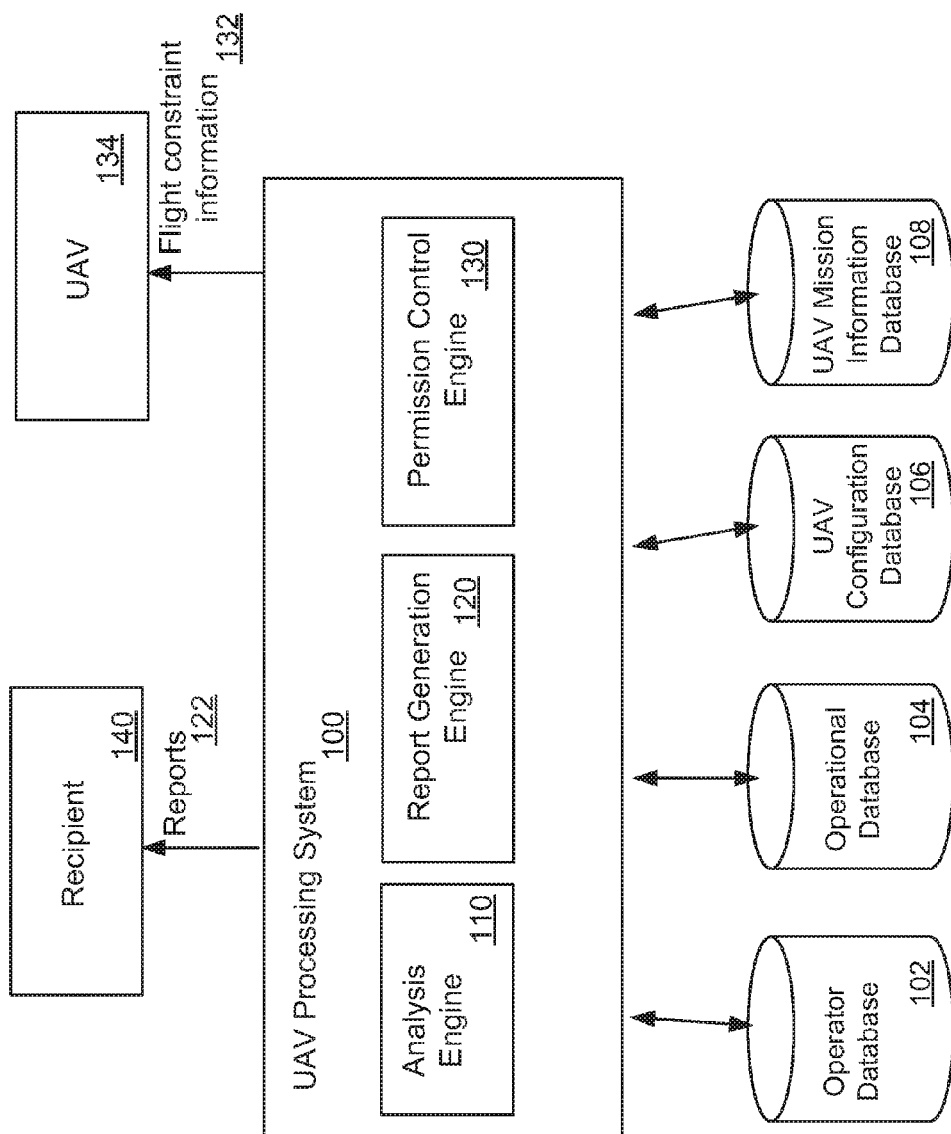 Recipient
140
Reports
122
UAV
134
Flight constraint
information
132
UAV Processing System
100
Analysis
Engine
110
Report Generation
Engine
120
Permission Control
Engine
130
Operator
Database
102
Operational
Database
104
UAV
Configuration
Database
106
UAV Mission
Information
Database
108